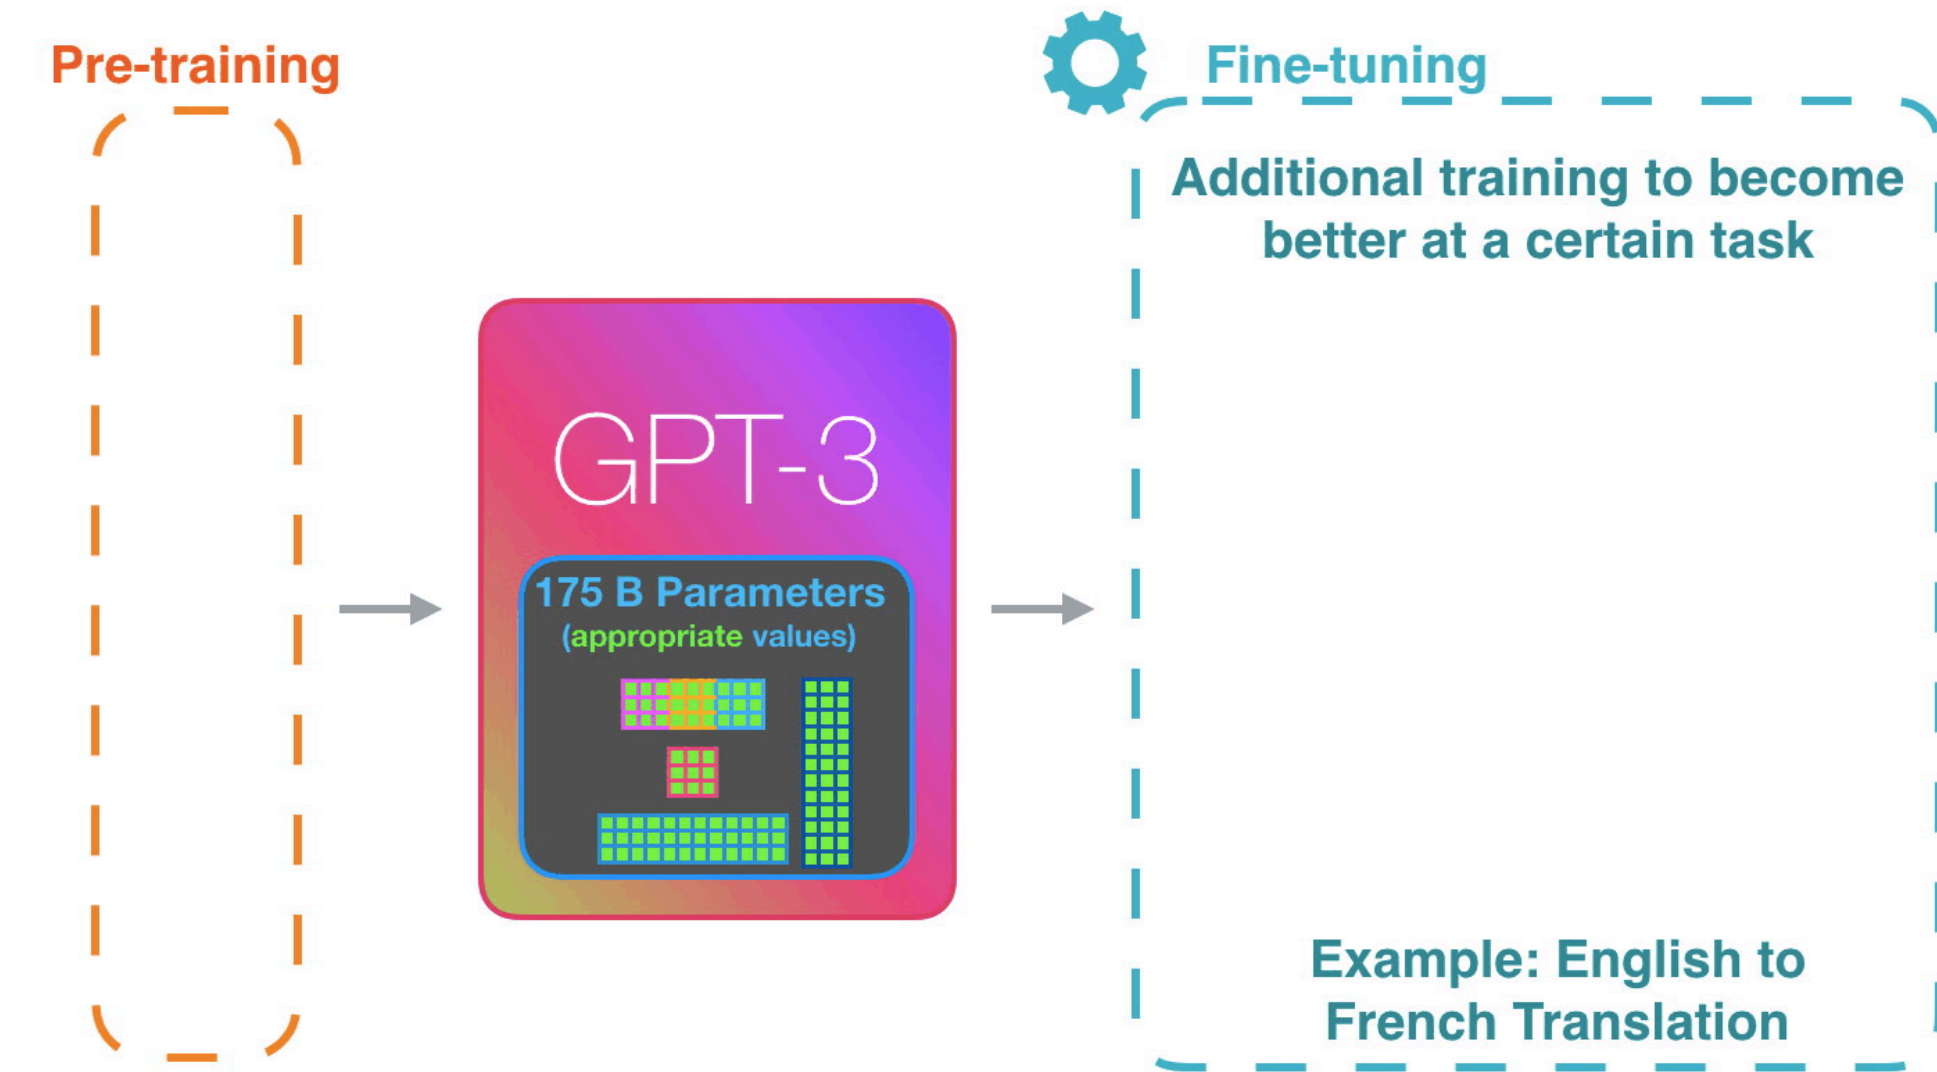 Pre-training
Fine-tuning
Additional training to become
better at a certain task
GPT-3
175 B Parameters
(appropriate values)
Example: English to
French Translation